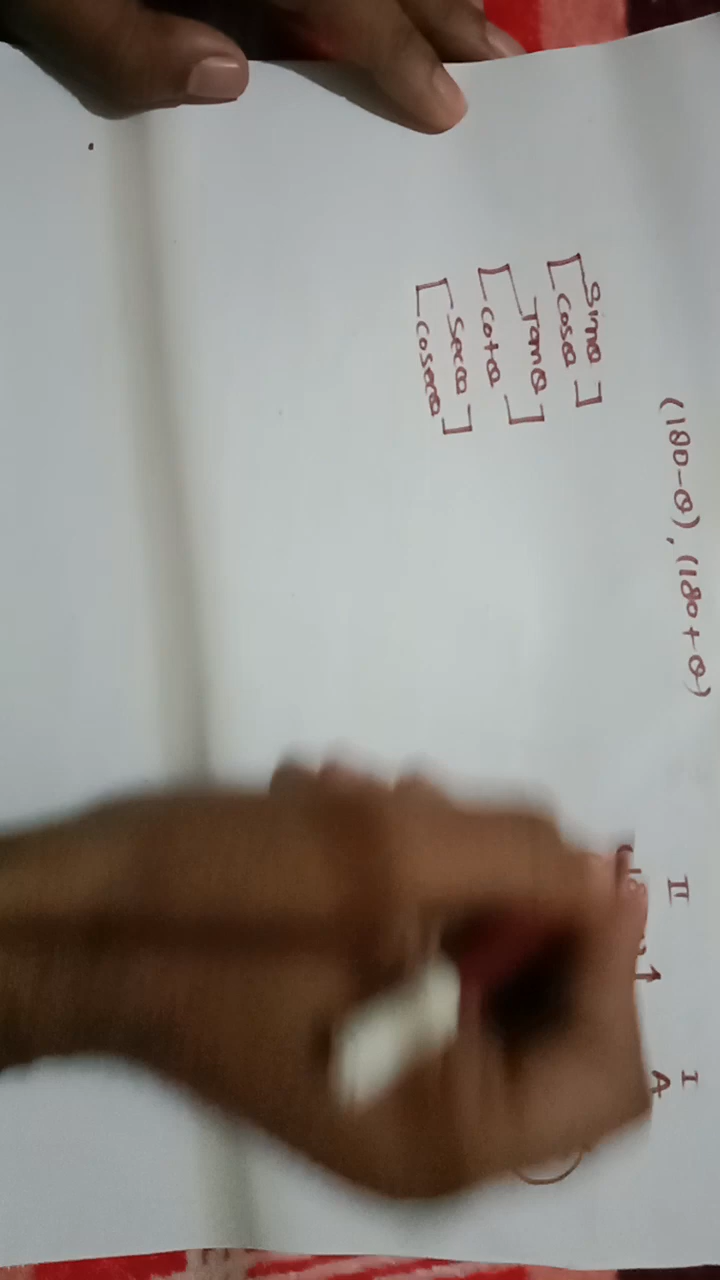 (180-θ), (180+θ)
II I
A
[Sinθ
Cosθ]
[Tanθ
Cotθ]
[Secθ
Cosecθ]